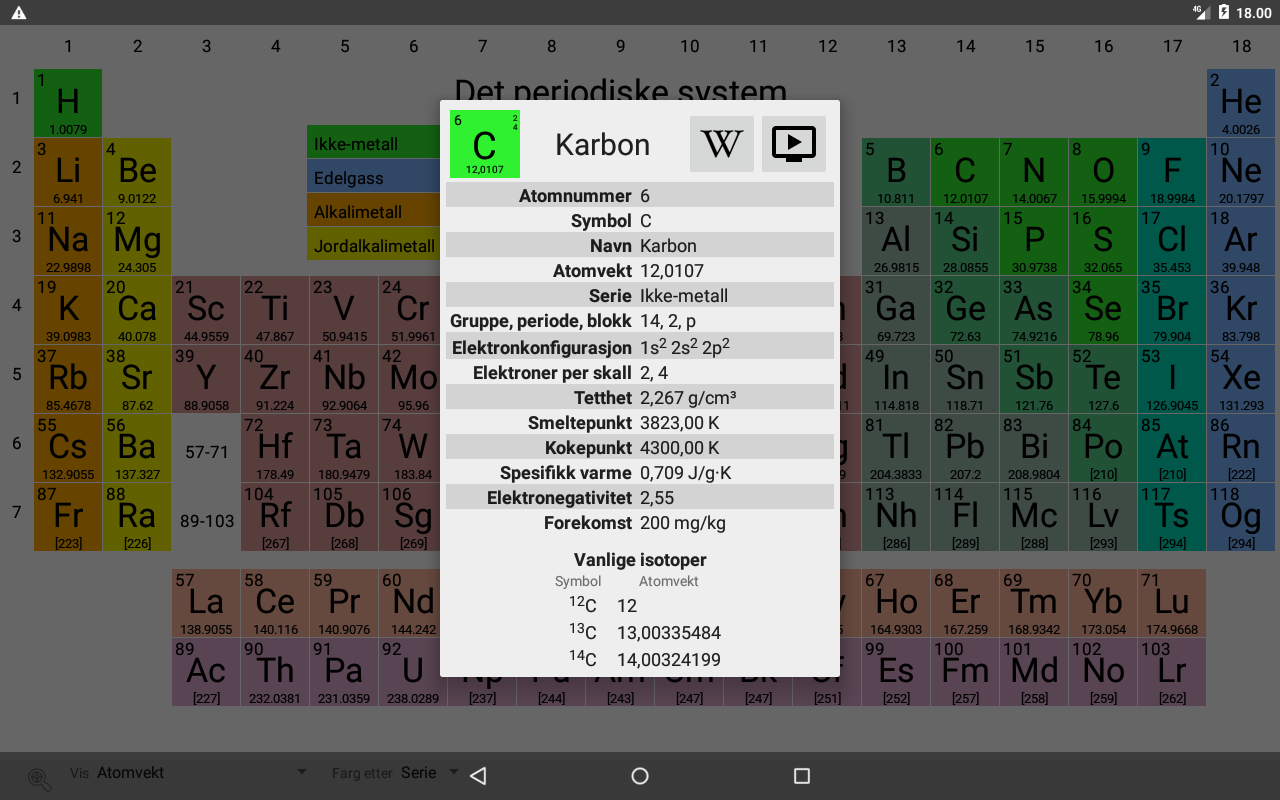 4G 18.00
1 2 3 4 5 6 7 8 9 10 11 12 13 14 15 16 17 18
Det periodiske system
1
1
H
1.0079
2
He
4.0026
Ikke-metall
Edelgass
Alkalimetall
Jordalkalimetall
2
3 4 5 6 7 8 9 10
Li Be B C N O F Ne
6.941 9.0122 10.811 12.0107 14.0067 15.9994 18.9984 20.1797
3
11 12 13 14 15 16 17 18
Na Mg Al Si P S Cl Ar
22.9898 24.305 26.9815 28.0855 30.9738 32.065 35.453 39.948
4
19 20 21 22 23 24 31 32 33 34 35 36
K Ca Sc Ti V Cr Ga Ge As Se Br Kr
39.0983 40.078 44.9559 47.867 50.9415 51.9961 69.723 72.63 74.9216 78.96 79.904 83.798
5
37 38 39 40 41 42 49 50 51 52 53 54
Rb Sr Y Zr Nb Mo In Sn Sb Te I Xe
85.4678 87.62 88.9058 91.224 92.9064 95.96 114.818 118.71 121.76 127.6 126.9045 131.293
6
55 56 57-71 72 73 74 81 82 83 84 85 86
Cs Ba Hf Ta W Tl Pb Bi Po At Rn
132.9055 137.327 178.49 180.9479 183.84 204.3833 207.2 208.9804 [210] [210] [222]
7
87 88 89-103 104 105 106 113 114 115 116 117 118
Fr Ra Rf Db Sg Nh Fl Mc Lv Ts Og
[223] [226] [267] [268] [269] [286] [289] [288] [293] [294] [294]
57 58 59 60 67 68 69 70 71
La Ce Pr Nd Ho Er Tm Yb Lu
138.9055 140.116 140.9076 144.242 164.9303 167.259 168.9342 173.054 174.9668
89 90 91 92 99 100 101 102 103
Ac Th Pa U Np Pu Am Cm Bk Cf Es Fm Md No Lr
[227] 232.0381 231.0359 238.0289 [237] [244] [243] [247] [247] [251] [252] [257] [258] [259] [262]
6 2
4
C
12,0107
Karbon
W
Atomnummer 6
Symbol C
Navn Karbon
Atomvekt 12,0107
Serie Ikke-metall
Gruppe, periode, blokk 14, 2, p
Elektronkonfigurasjon 1s² 2s² 2p²
Elektroner per skall 2, 4
Tetthet 2,267 g/cm³
Smeltepunkt 3823,00 K
Kokepunkt 4300,00 K
Spesifikk varme 0,709 J/g·K
Elektronegativitet 2,55
Forekomst 200 mg/kg
Vanlige isotoper
Symbol Atomvekt
¹²C 12
¹³C 13,00335484
¹⁴C 14,00324199
Vis Atomvekt Farg etter Serie